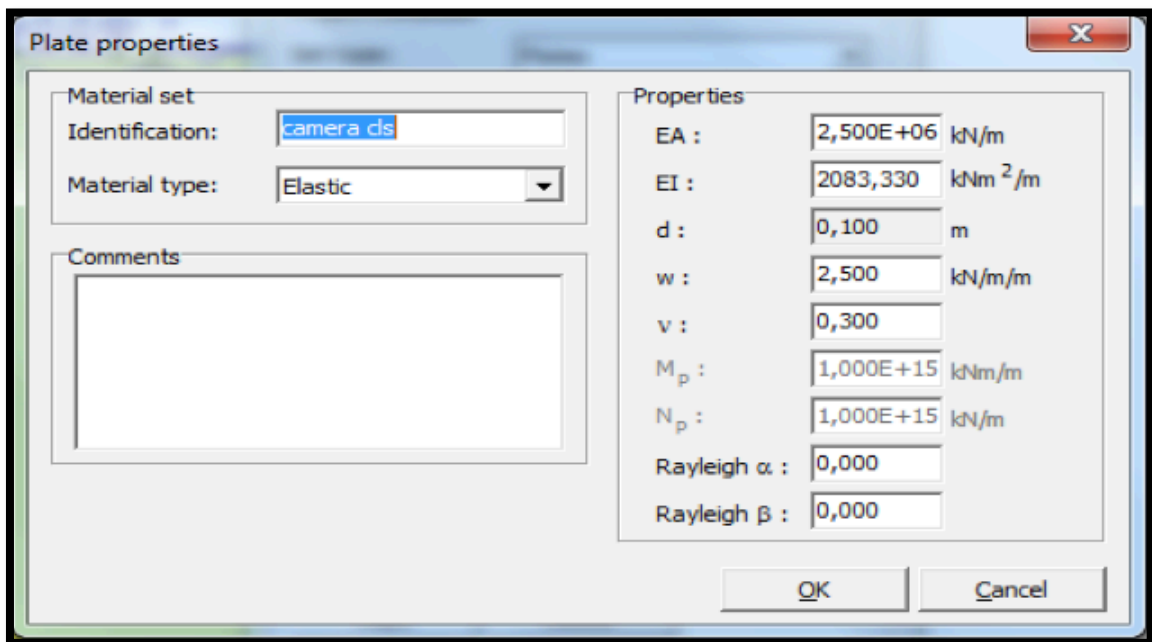 Plate properties
Material set
Identification: camera cls
Material type: Elastic
Comments
Properties
EA : 2,500E+06 kN/m
EI : 2083,330 kNm²/m
d : 0,100 m
w : 2,500 kN/m/m
ν : 0,300
Mp : 1,000E+15 kNm/m
Np : 1,000E+15 kN/m
Rayleigh α : 0,000
Rayleigh β : 0,000
OK Cancel